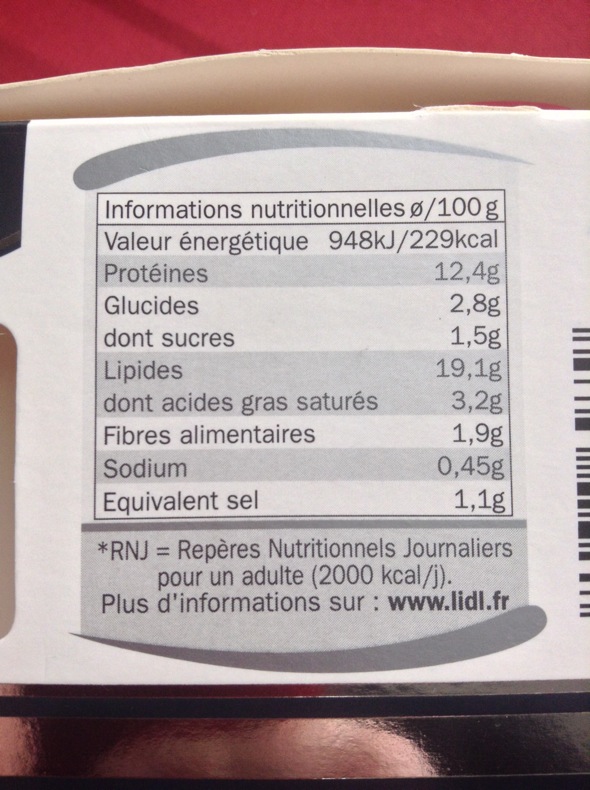 Informations nutritionnelles ø/100 g
Valeur énergétique 948kJ/229kcal
Protéines 12,4g
Glucides 2,8g
dont sucres 1,5g
Lipides 19,1g
dont acides gras saturés 3,2g
Fibres alimentaires 1,9g
Sodium 0,45g
Equivalent sel 1,1g
*RNJ = Repères Nutritionnels Journaliers
pour un adulte (2000 kcal/j).
Plus d'informations sur : www.lidl.fr